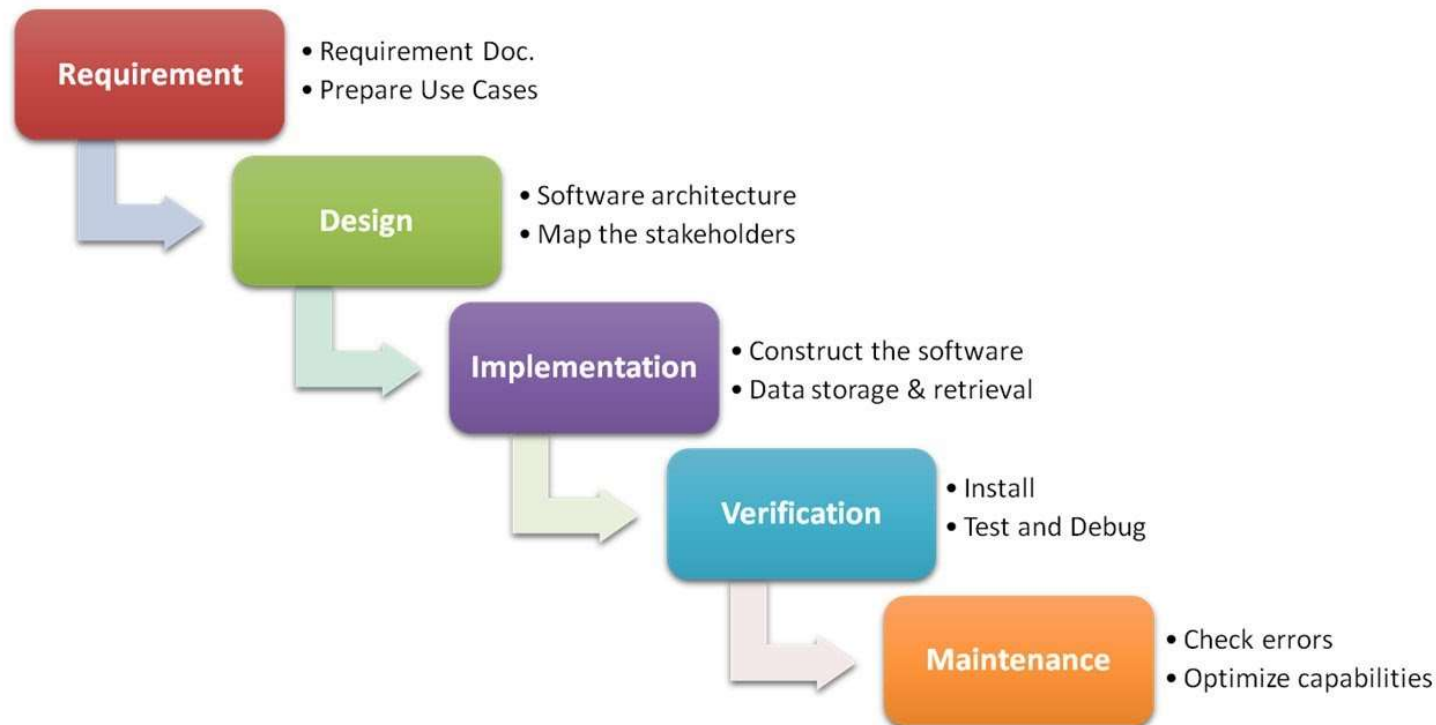 Requirement
• Requirement Doc.
• Prepare Use Cases
Design
• Software architecture
• Map the stakeholders
Implementation
• Construct the software
• Data storage & retrieval
Verification
• Install
• Test and Debug
Maintenance
• Check errors
• Optimize capabilities